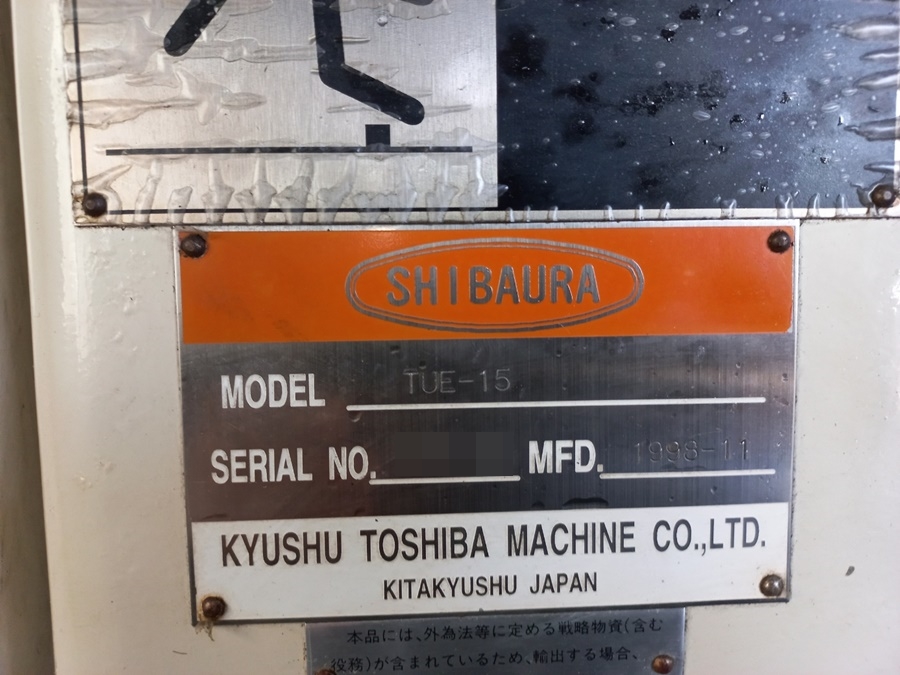 SHIBAURA
MODEL TUE-15
SERIAL NO. MFD. 1998-11
KYUSHU TOSHIBA MACHINE CO.,LTD.
KITAKYUSHU JAPAN
本品には、外為法等に定める戦略物資(含む
役務)が含まれているため、輸出する場合、